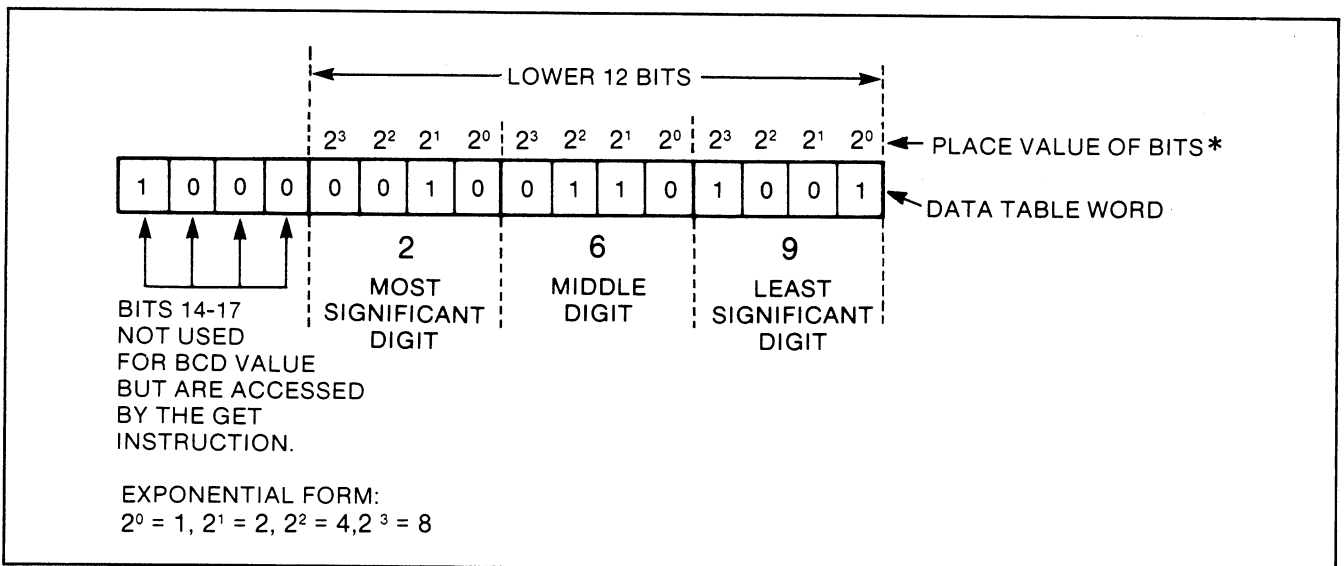 LOWER 12 BITS
2³ 2² 2¹ 2⁰ 2³ 2² 2¹ 2⁰ 2³ 2² 2¹ 2⁰ PLACE VALUE OF BITS*
1 0 0 0 0 0 1 0 0 1 1 0 1 0 0 1 DATA TABLE WORD
2 6 9
MOST SIGNIFICANT DIGIT
MIDDLE DIGIT
LEAST SIGNIFICANT DIGIT
BITS 14-17
NOT USED
FOR BCD VALUE
BUT ARE ACCESSED
BY THE GET
INSTRUCTION.
EXPONENTIAL FORM:
2⁰ = 1, 2¹ = 2, 2² = 4,2 ³ = 8